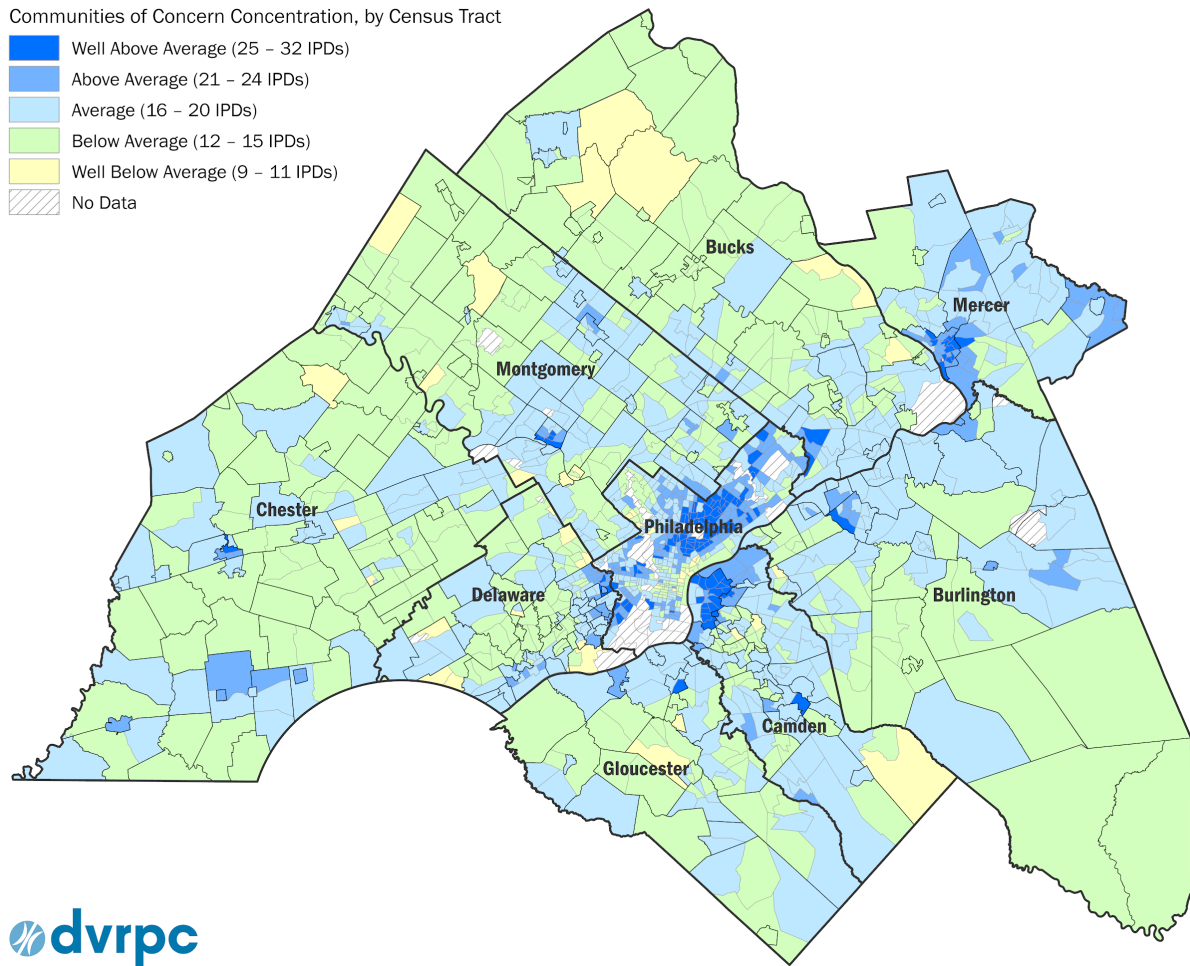 Communities of Concern Concentration, by Census Tract
Well Above Average (25 – 32 IPDs)
Above Average (21 – 24 IPDs)
Average (16 – 20 IPDs)
Below Average (12 – 15 IPDs)
Well Below Average (9 – 11 IPDs)
No Data
Bucks
Mercer
Montgomery
Chester
Philadelphia
Delaware
Burlington
Camden
Gloucester
dvrpc